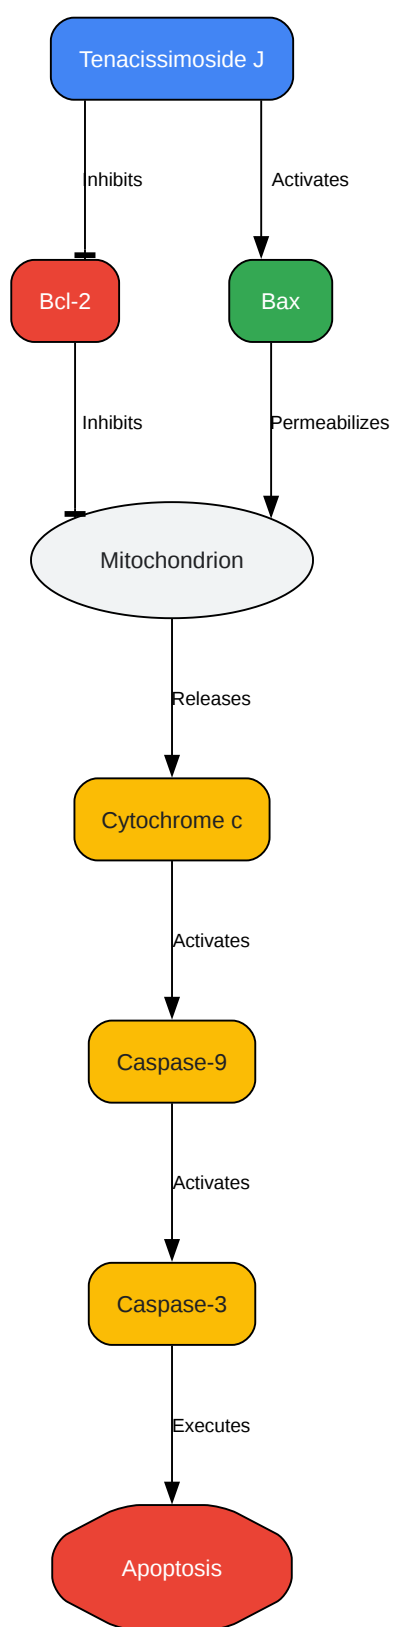 Tenacissimoside J
Inhibits
Activates
Bcl-2
Bax
Inhibits
Permeabilizes
Mitochondrion
Releases
Cytochrome c
Activates
Caspase-9
Activates
Caspase-3
Executes
Apoptosis